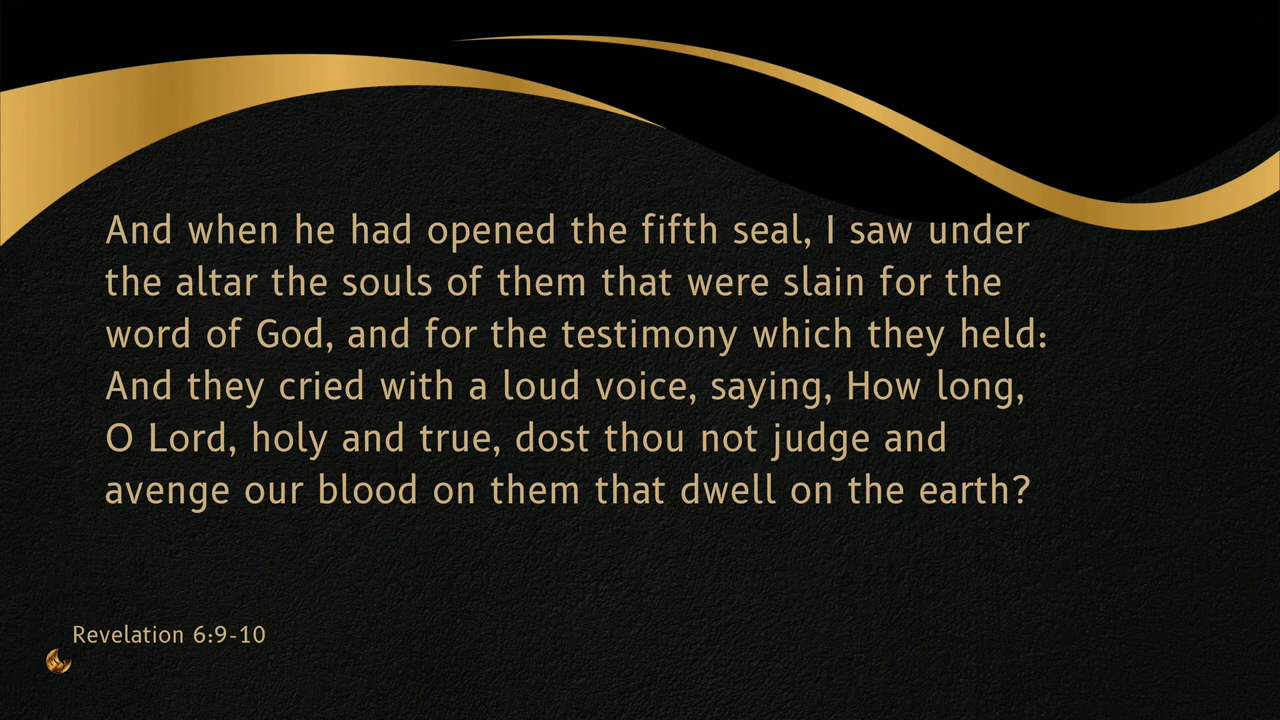 And when he had opened the fifth seal, I saw under
the altar the souls of them that were slain for the
word of God, and for the testimony which they held:
And they cried with a loud voice, saying, How long,
O Lord, holy and true, dost thou not judge and
avenge our blood on them that dwell on the earth?
Revelation 6:9-10